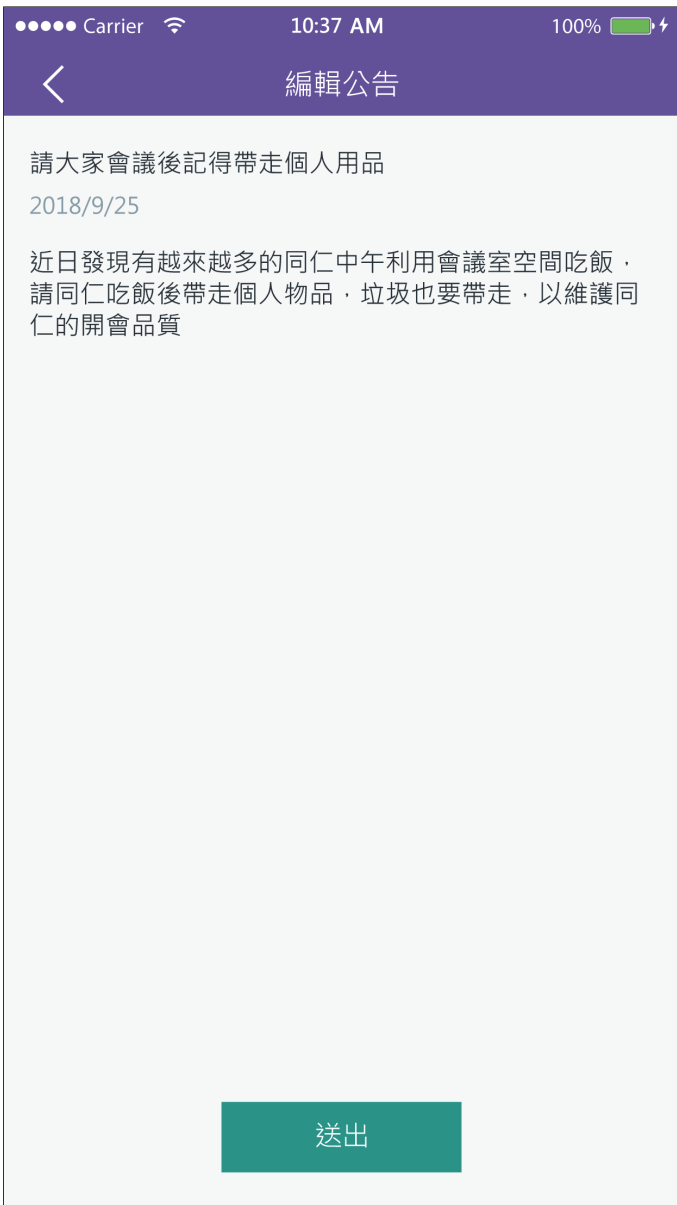 Carrier 10:37 AM 100%
編輯公告
請大家會議後記得帶走個人用品
2018/9/25
近日發現有越來越多的同仁中午利用會議室空間吃飯，
請同仁吃飯後帶走個人物品，垃圾也要帶走，以維護同
仁的開會品質
送出